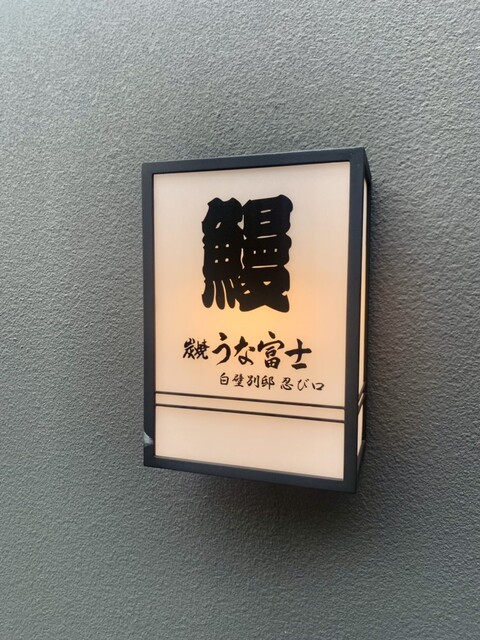 鰻
炭焼 うな富士
白壁別邸 忍び口